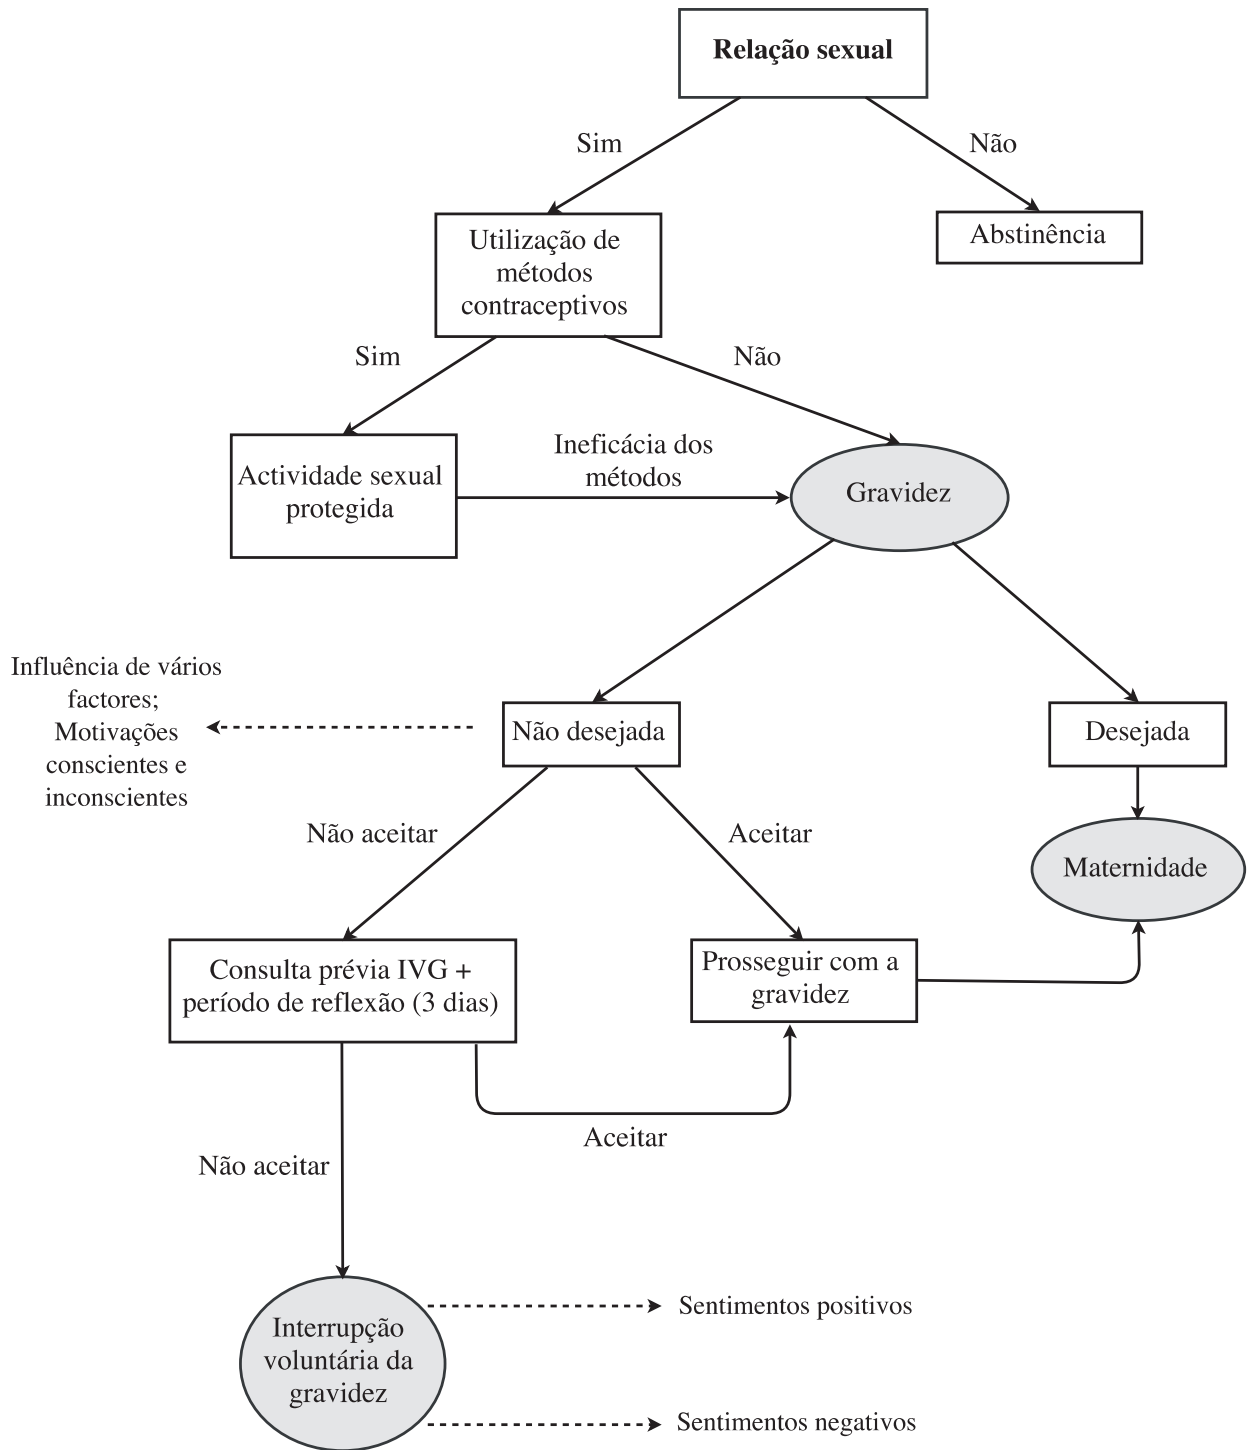 Relação sexual
Sim
Não
Utilização de
métodos
contraceptivos
Abstinência
Sim
Não
Actividade sexual
protegida
Ineficácia dos
métodos
Gravidez
Influência de vários
factores;
Motivações
conscientes e
inconscientes
Não desejada
Desejada
Não aceitar
Aceitar
Maternidade
Consulta prévia IVG +
período de reflexão (3 dias)
Prosseguir com a
gravidez
Aceitar
Não aceitar
Interrupção
voluntária da
gravidez
Sentimentos positivos
Sentimentos negativos